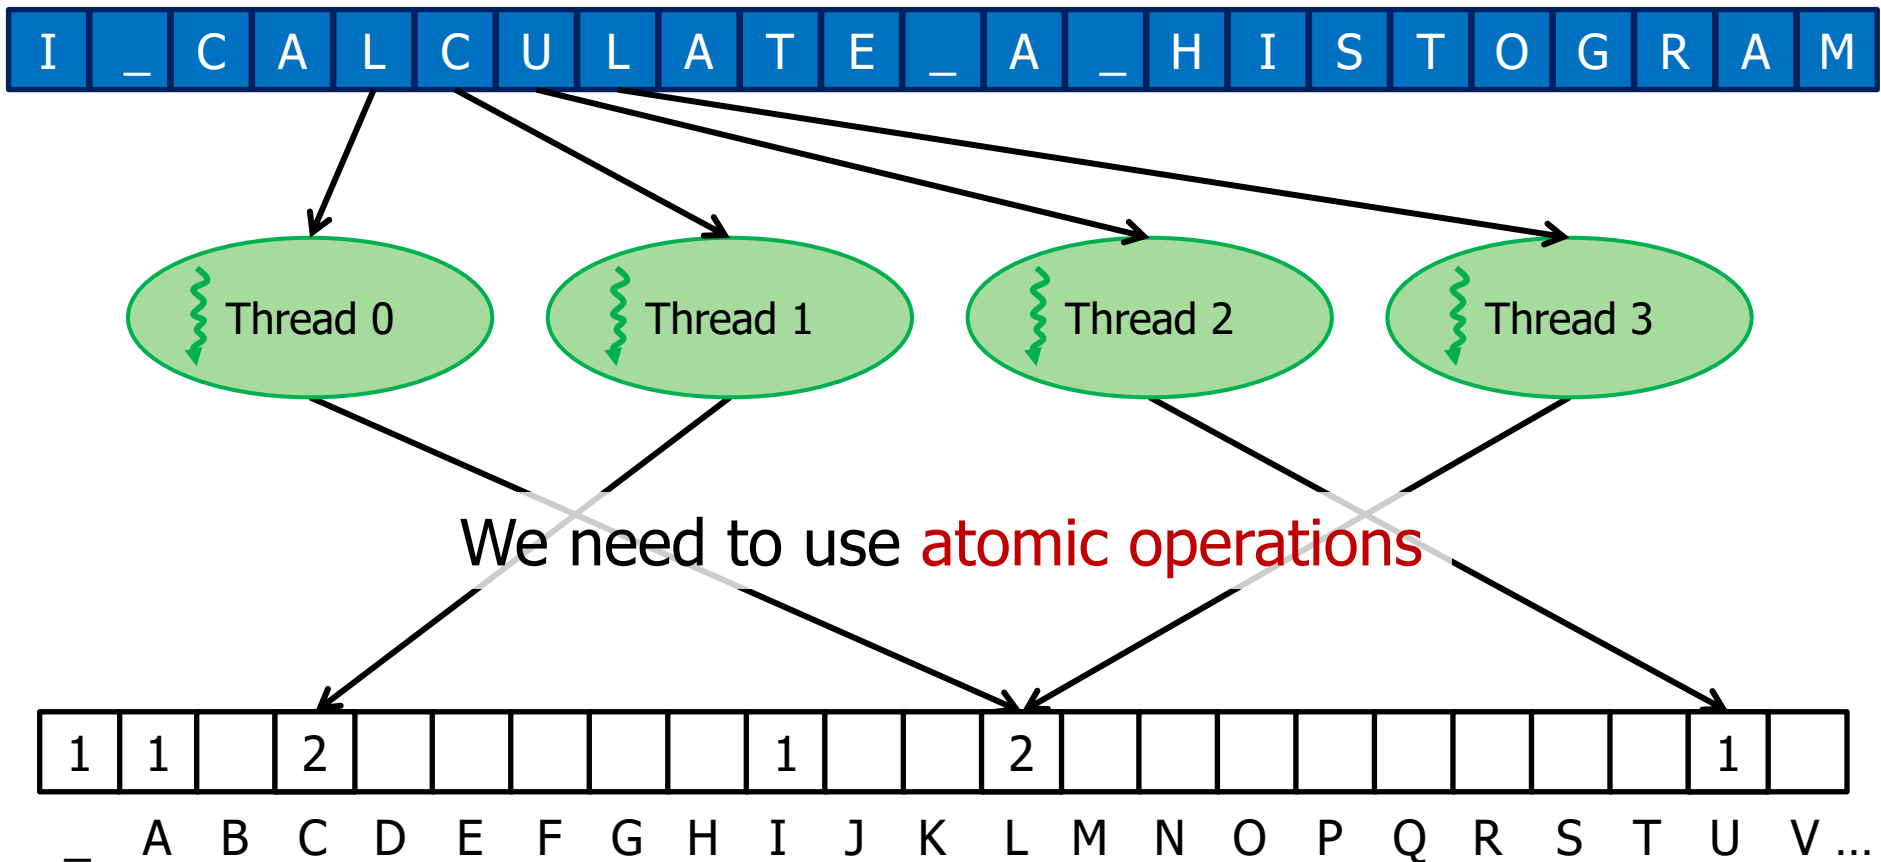 I _ C A L C U L A T E _ A _ H I S T O G R A M
Thread 0 Thread 1 Thread 2 Thread 3
We need to use atomic operations
1 1 2 1 2 1
_ A B C D E F G H I J K L M N O P Q R S T U V ...